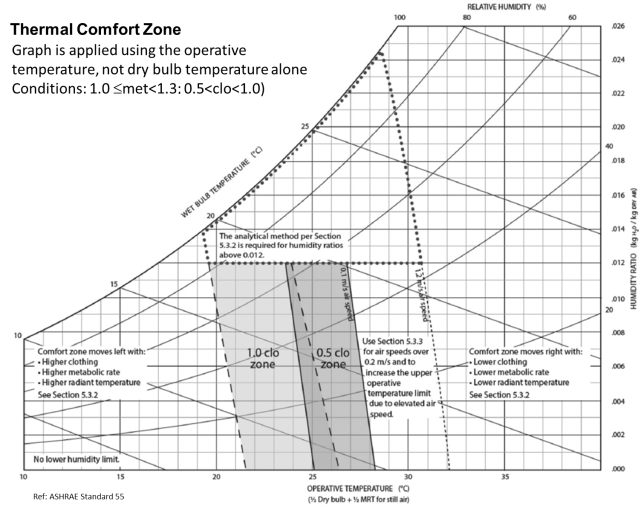 Thermal Comfort Zone
Graph is applied using the operative
temperature, not dry bulb temperature alone
Conditions: 1.0 ≤met<1.3: 0.5<clo<1.0)
RELATIVE HUMIDITY (%)
100 80 60
.026
.024
.022
.020
40
.018
.016
.014
.012
.010
20
.008
.006
.004
.002
.000
HUMIDITY RATIO (kg H₂O / kg DRY AIR)
WET BULB TEMPERATURE (°C)
25
20
15
10
The analytical method per Section
5.3.2 is required for humidity ratios
above 0.012.
0.1 m/s air speed
1.2 m/s air speed
1.0 clo
zone
0.5 clo
zone
Comfort zone moves left with:
• Higher clothing
• Higher metabolic rate
• Higher radiant temperature
See Section 5.3.2
Use Section 5.3.3
for air speeds over
0.2 m/s and to
increase the upper
operative
temperature limit
due to elevated air
speed.
Comfort zone moves right with:
• Lower clothing
• Lower metabolic rate
• Lower radiant temperature
See Section 5.3.2
No lower humidity limit.
10 15 20 25 30 35
OPERATIVE TEMPERATURE (°C)
(½ Dry bulb + ½ MRT for still air)
Ref: ASHRAE Standard 55